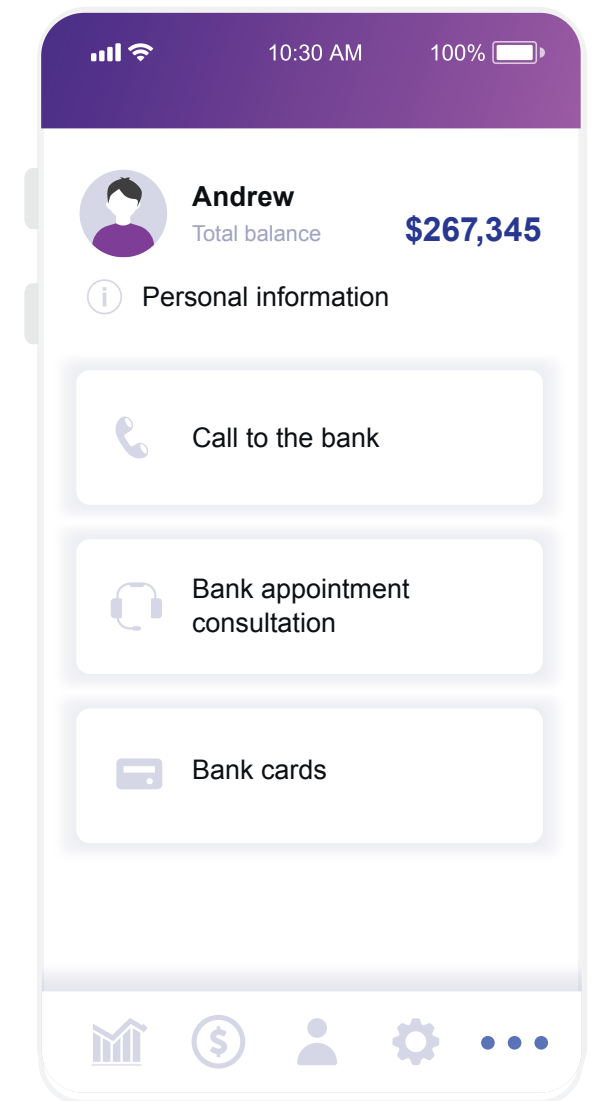 10:30 AM 100%
Andrew
Total balance $267,345
Personal information
Call to the bank
Bank appointment
consultation
Bank cards